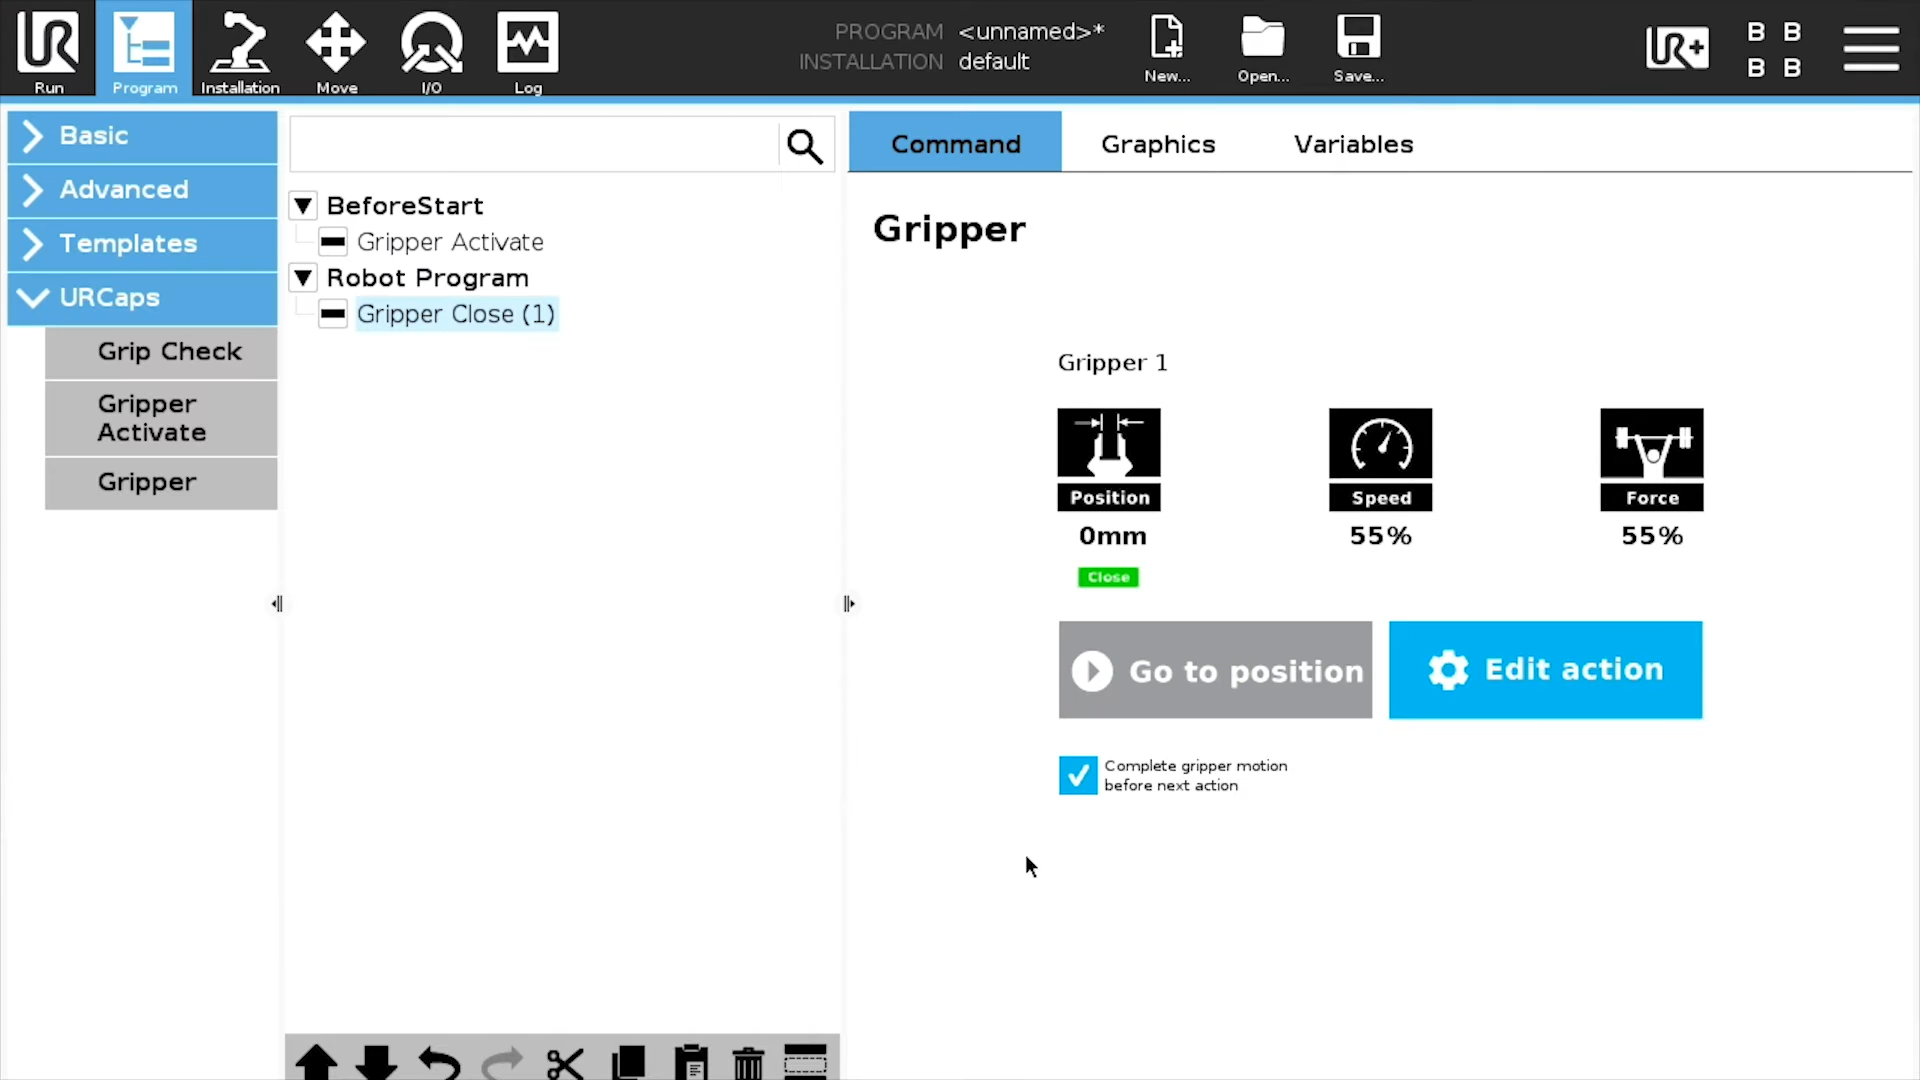 UR
Run
Program
Installation
Move
I/O
Log
PROGRAM <unnamed>*
INSTALLATION default
New...
Open...
Save...
UR+
B B
B B
Basic
Advanced
Templates
URCaps
Grip Check
Gripper
Activate
Gripper
BeforeStart
Gripper Activate
Robot Program
Gripper Close (1)
Command
Graphics
Variables
Gripper
Gripper 1
Position
Speed
Force
0mm
55%
55%
Close
Go to position
Edit action
Complete gripper motion
before next action